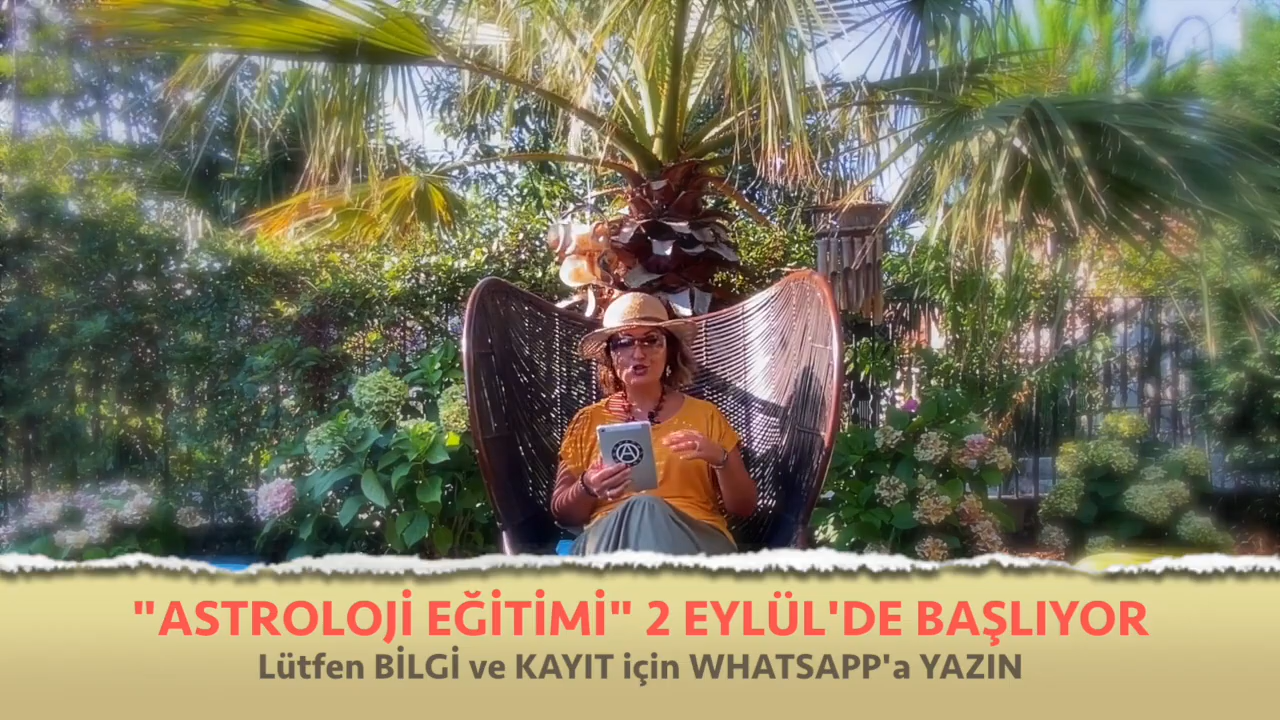 "ASTROLOJİ EĞİTİMİ" 2 EYLÜL'DE BAŞLIYOR
Lütfen BİLGİ ve KAYIT için WHATSAPP'a YAZIN